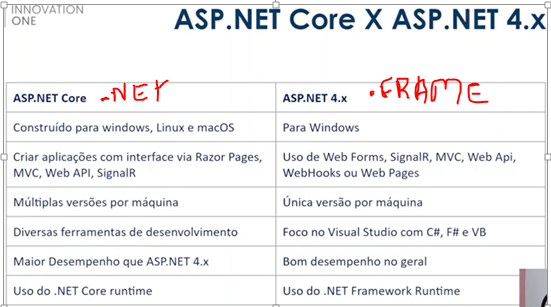 INNOVATION
ONE
ASP.NET Core X ASP.NET 4.x
ASP.NET Core .NET
ASP.NET 4.x .FRAME
Construído para windows, Linux e macOS
Para Windows
Criar aplicações com interface via Razor Pages,
MVC, Web API, SignalR
Uso de Web Forms, SignalR, MVC, Web Api,
WebHooks ou Web Pages
Múltiplas versões por máquina
Única versão por máquina
Diversas ferramentas de desenvolvimento
Foco no Visual Studio com C#, F# e VB
Maior Desempenho que ASP.NET 4.x
Bom desempenho no geral
Uso do .NET Core runtime
Uso do .NET Framework Runtime